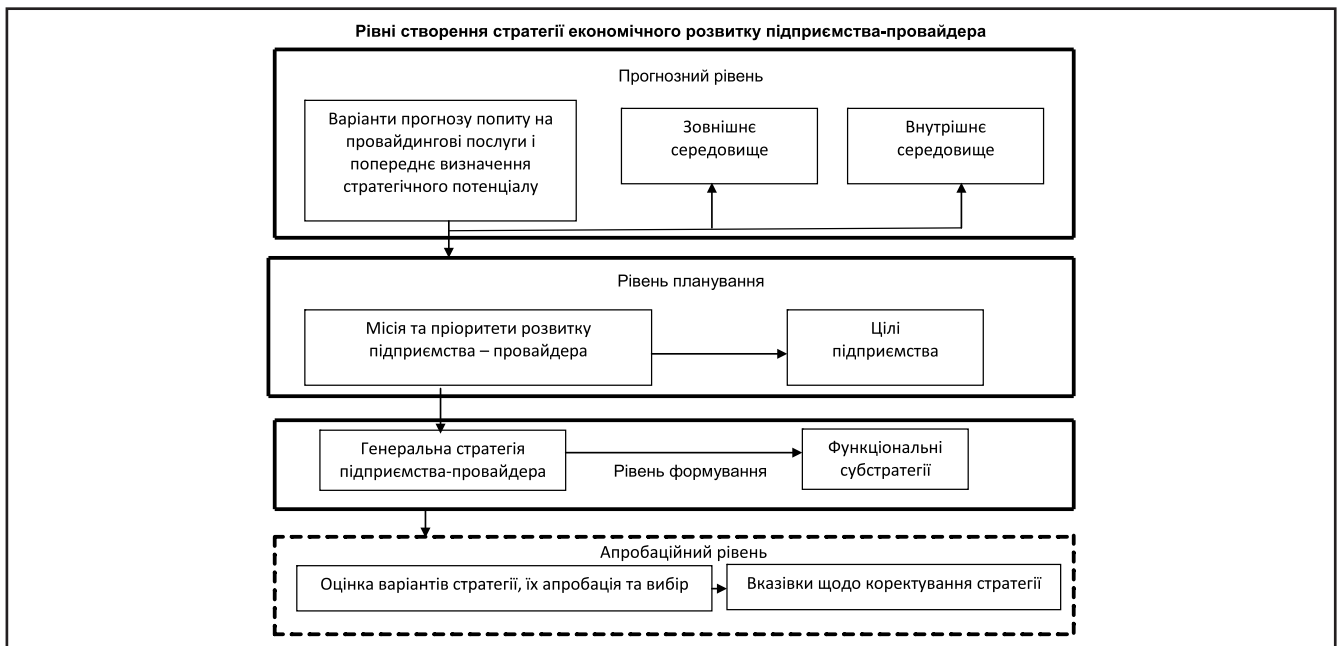 Рівні створення стратегії економічного розвитку підприємства-провайдера
Прогнозний рівень
Варіанти прогнозу попиту на
провайдингові послуги і
попереднє визначення
стратегічного потенціалу
Зовнішнє
середовище
Внутрішнє
середовище
Рівень планування
Місія та пріоритети розвитку
підприємства – провайдера
Цілі
підприємства
Генеральна стратегія
підприємства-провайдера
Рівень формування
Функціональні
субстратегії
Апробаційний рівень
Оцінка варіантів стратегії, їх апробація та вибір
Вказівки щодо коректування стратегії